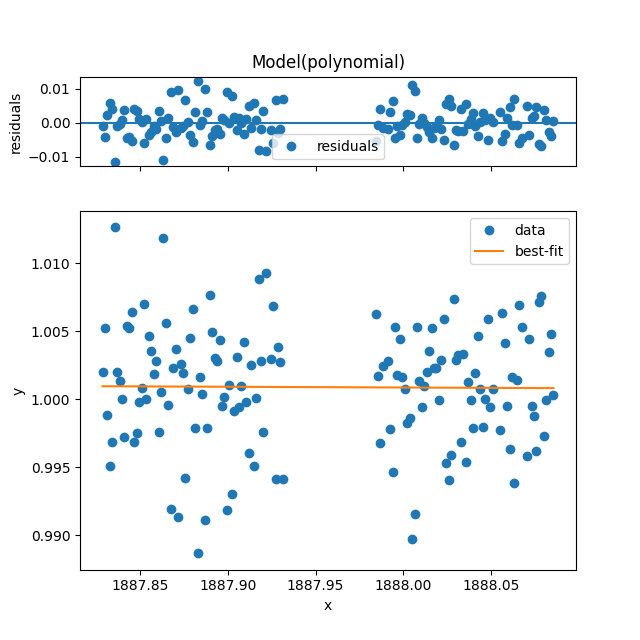 Model(polynomial)
0.01
0.00
−0.01
residuals
residuals
data
best-fit
1.010
1.005
1.000
0.995
0.990
y
1887.85 1887.90 1887.95 1888.00 1888.05
x